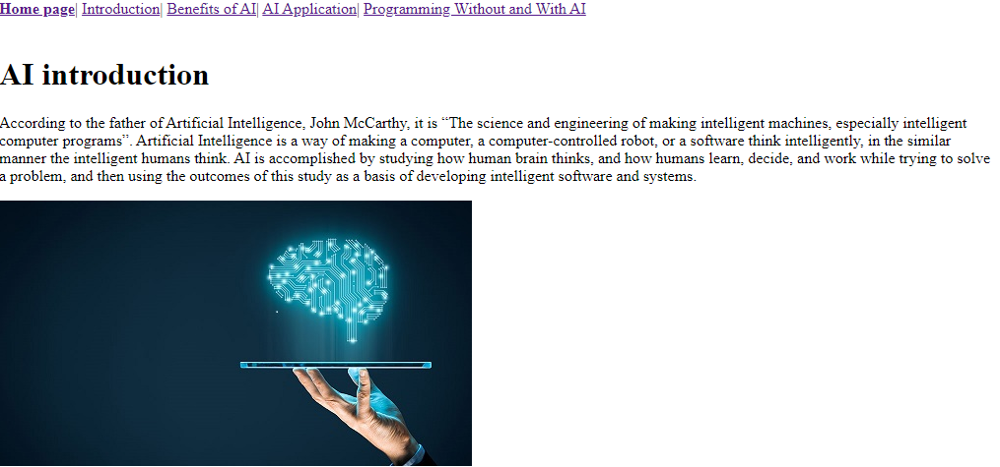 Home page| Introduction| Benefits of AI| AI Application| Programming Without and With AI
AI introduction
According to the father of Artificial Intelligence, John McCarthy, it is “The science and engineering of making intelligent machines, especially intelligent
computer programs”. Artificial Intelligence is a way of making a computer, a computer-controlled robot, or a software think intelligently, in the similar
manner the intelligent humans think. AI is accomplished by studying how human brain thinks, and how humans learn, decide, and work while trying to solve
a problem, and then using the outcomes of this study as a basis of developing intelligent software and systems.